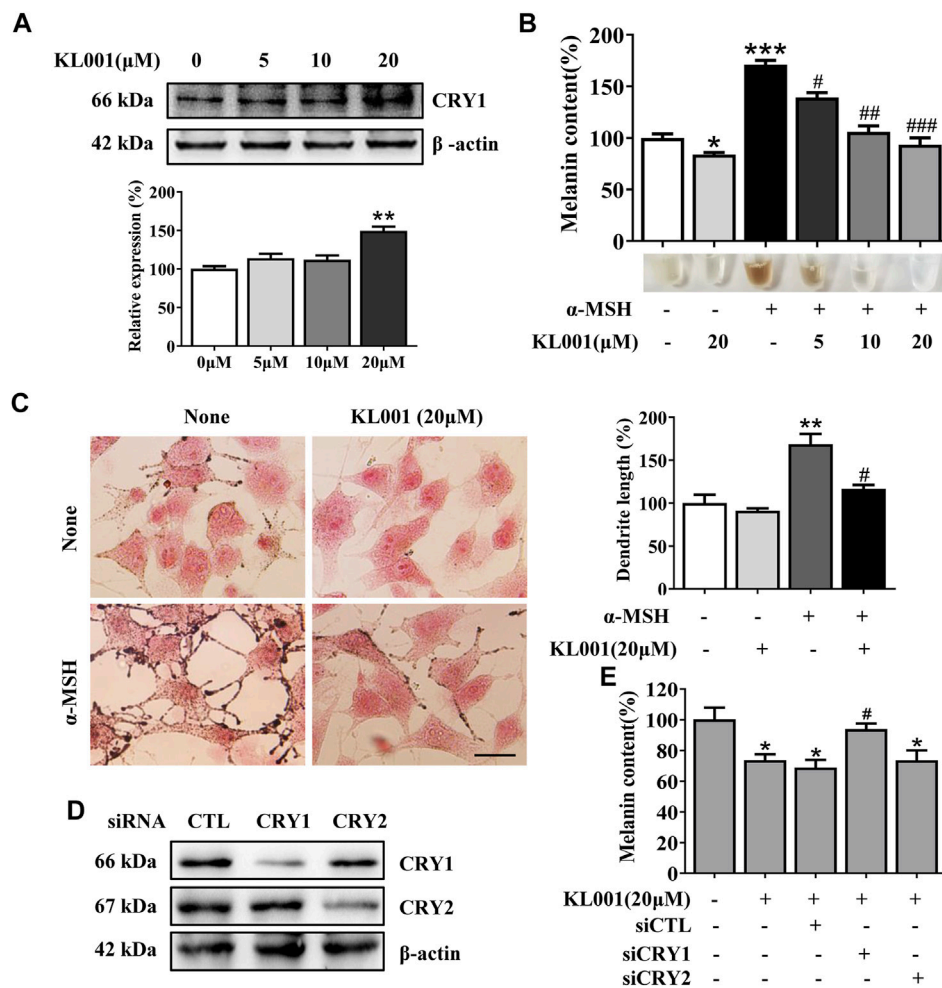 A
KL001(μM) 0 5 10 20
66 kDa CRY1
42 kDa β -actin
Relative expression (%)
200
150
100
50
0
**
0μM 5μM 10μM 20μM
B
Melanin content(%)
200
150
100
50
0
* *** # ## ###
α-MSH - - + + + +
KL001(μM) - 20 - 5 10 20
C
None KL001 (20μM)
None
α-MSH
Dendrite length (%)
200
150
100
50
0
** #
α-MSH - - + +
KL001(20μM) - + - +
D
siRNA CTL CRY1 CRY2
66 kDa CRY1
67 kDa CRY2
42 kDa β-actin
E
Melanin content(%)
120
100
80
60
40
20
0
* * # *
KL001(20μM) - + + + +
siCTL - - + - -
siCRY1 - - - + -
siCRY2 - - - - +